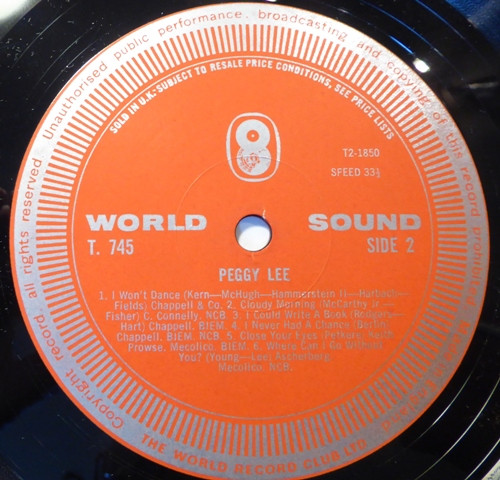 Unauthorised public performance, broadcasting and copying of this record
Copyright record all rights reserved
SOLD IN U.K.-SUBJECT TO RESALE PRICE CONDITIONS, SEE PRICE LISTS
T2-1850
SPEED 33⅓
WORLD SOUND
T. 745 SIDE 2
PEGGY LEE
1. I Won't Dance (Kern—McHugh—Hammerstein II—Harbach—
Fields) Chappell & Co. 2. Cloudy Morning (McCarthy Jr.—
Fisher) C. Connelly, NCB. 3. I Could Write A Book (Rodgers—
Hart) Chappell, BIEM. 4. I Never Had A Chance (Berlin)
Chappell, BIEM. NCB. 5. Close Your Eyes (Petkere) Keith
Prowse, Mecolico, BIEM. 6. Where Can I Go Without
You? (Young—Lee) Aschelberg,
Mecolico, NCB.
THE WORLD RECORD CLUB LTD.